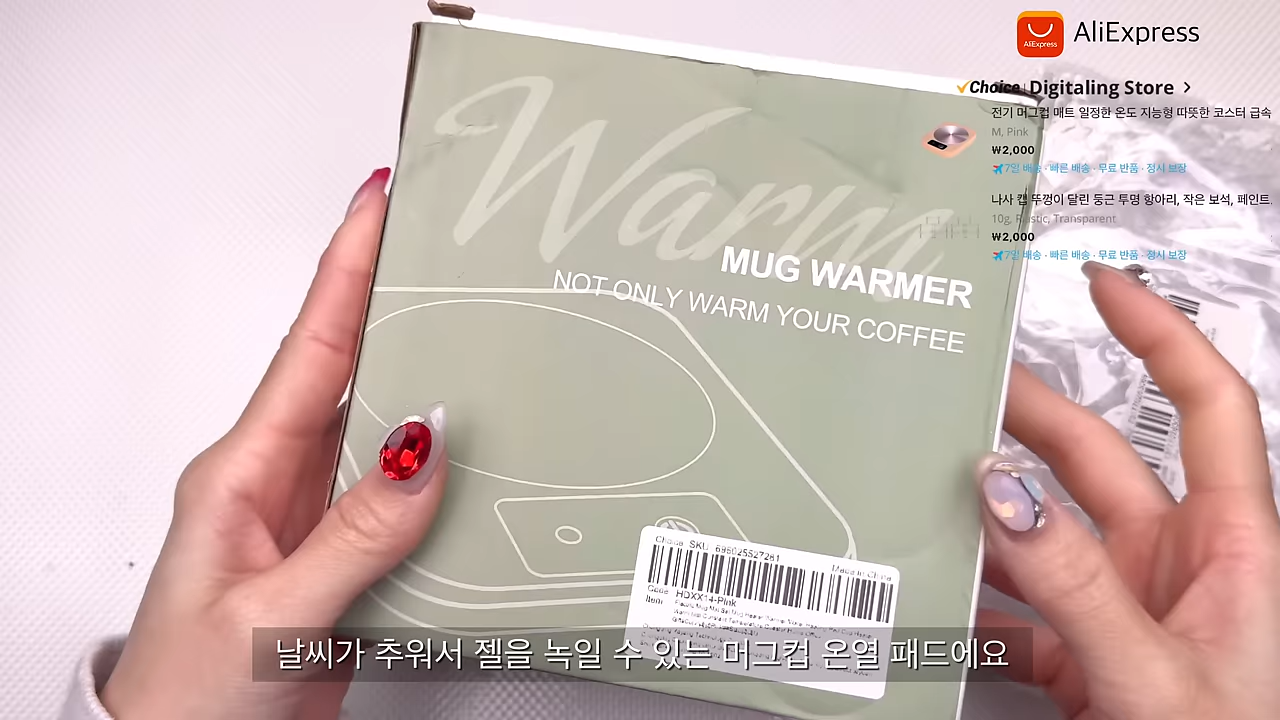 AliExpress
AliExpress
Choice Digitaling Store
전기 머그컵 매트 일정한 온도 지능형 따뜻한 코스터 급속
M, Pink
₩2,000
7일 배송 · 빠른 배송 · 무료 반품 · 정시 보장
나사 캡 뚜껑이 달린 둥근 투명 항아리, 작은 보석, 페인트
10g, Plastic, Transparent
₩2,000
7일 배송 · 빠른 배송 · 무료 반품 · 정시 보장
Warm
MUG WARMER
NOT ONLY WARM YOUR COFFEE
Choice SKU: 696025527261
Made In China
Code HDXX14-Pink
Item
날씨가 추워서 젤을 녹일 수 있는 머그컵 온열 패드에요